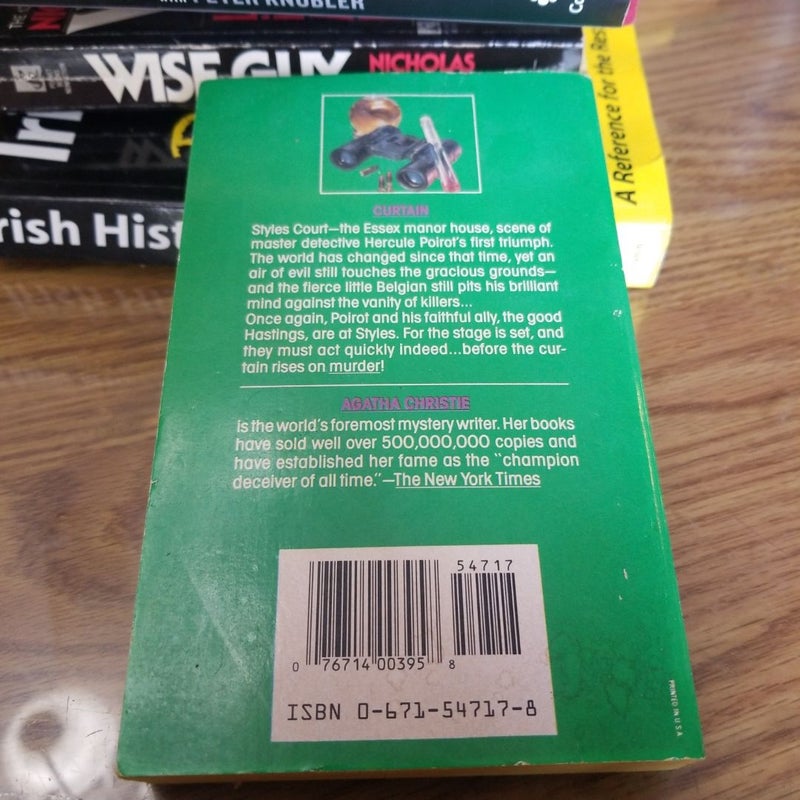 PETER KNOBLER
WISE GUY NICHOLAS
A Reference for the Res
rish Hist
CURTAIN
Styles Court—the Essex manor house, scene of
master detective Hercule Poirot's first triumph.
The world has changed since that time, yet an
air of evil still touches the gracious grounds—
and the fierce little Belgian still pits his brilliant
mind against the vanity of killers...
Once again, Poirot and his faithful ally, the good
Hastings, are at Styles. For the stage is set, and
they must act quickly indeed...before the cur-
tain rises on murder!
AGATHA CHRISTIE
is the world's foremost mystery writer. Her books
have sold well over 500,000,000 copies and
have established her fame as the "champion
deceiver of all time."—The New York Times
54717
0 76714 00395 8
ISBN 0-671-54717-8
PRINTED IN U.S.A.